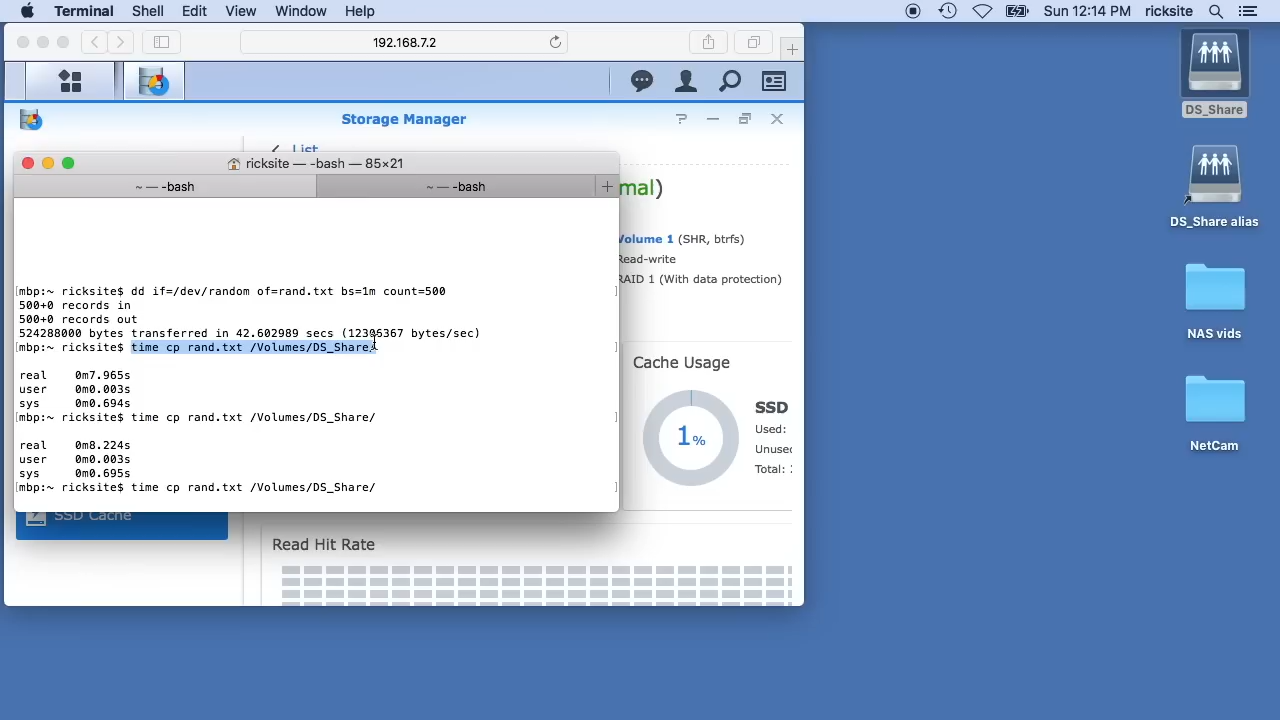 Terminal Shell Edit View Window Help Sun 12:14 PM ricksite
192.168.7.2
DS_Share
Storage Manager
List
ricksite — -bash — 85×21
~ — -bash ~ — -bash
mal)
DS_Share alias
Volume 1 (SHR, btrfs)
Read-write
RAID 1 (With data protection)
[mbp:~ ricksite$ dd if=/dev/random of=rand.txt bs=1m count=500 ]
500+0 records in
500+0 records out
524288000 bytes transferred in 42.602989 secs (12306367 bytes/sec)
[mbp:~ ricksite$ time cp rand.txt /Volumes/DS_Share/ ]
real 0m7.965s
user 0m0.003s
sys 0m0.694s
[mbp:~ ricksite$ time cp rand.txt /Volumes/DS_Share/ ]
real 0m8.224s
user 0m0.003s
sys 0m0.695s
[mbp:~ ricksite$ time cp rand.txt /Volumes/DS_Share/ ]
NAS vids
Cache Usage
1%
SSD
Used:
Unused
Total:
NetCam
SSD Cache
Read Hit Rate